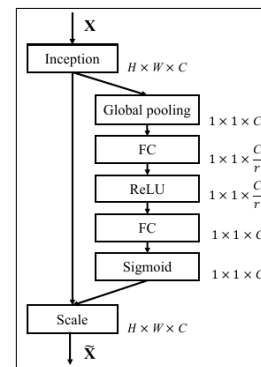 X
Inception
H × W × C
Global pooling
1 × 1 × C
FC
1 × 1 × C/r
ReLU
1 × 1 × C/r
FC
1 × 1 × C
Sigmoid
1 × 1 × C
Scale
H × W × C
X̃